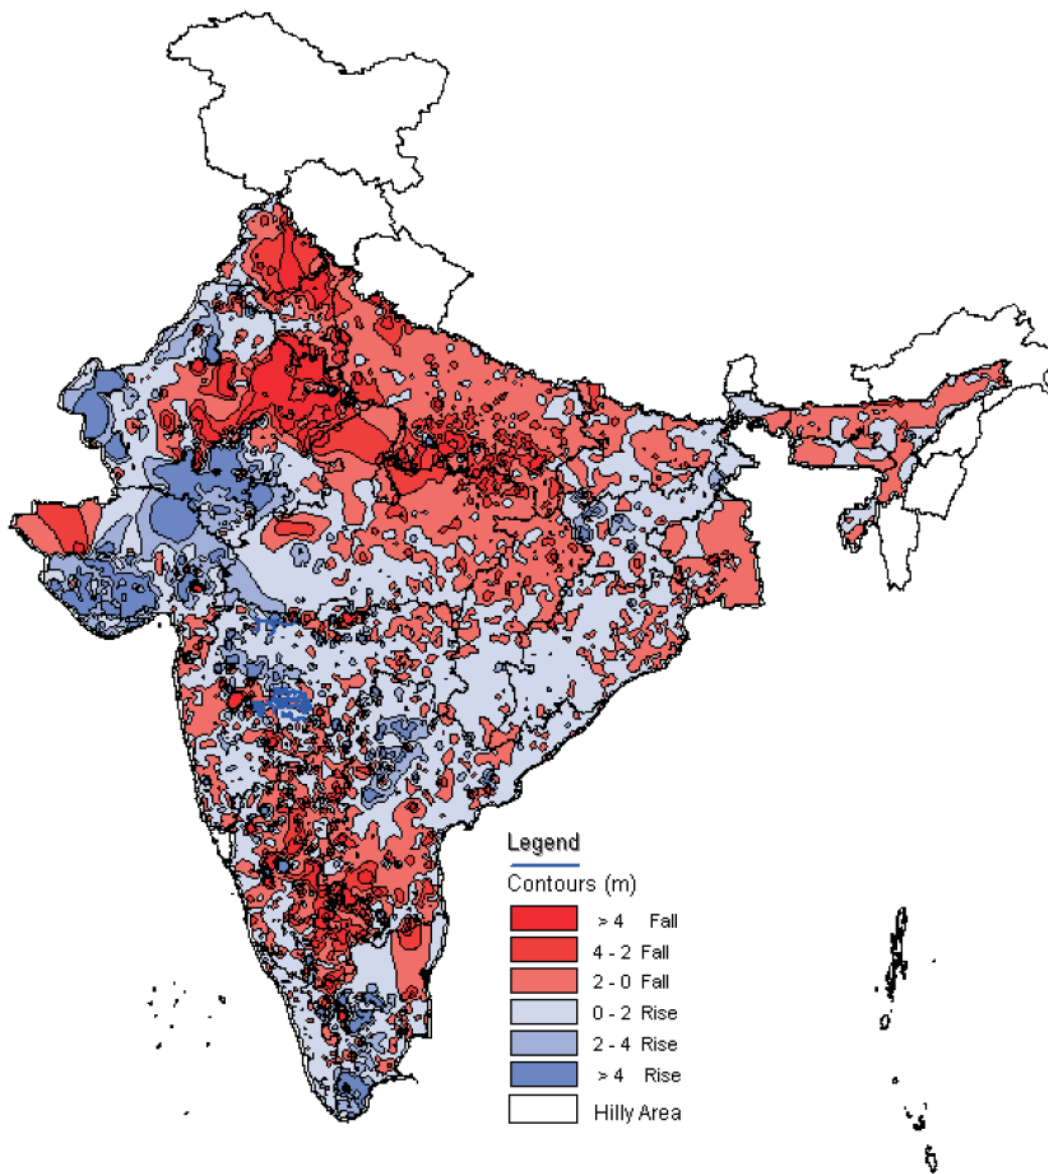 Legend
Contours (m)
> 4 Fall
4 - 2 Fall
2 - 0 Fall
0 - 2 Rise
2 - 4 Rise
> 4 Rise
Hilly Area